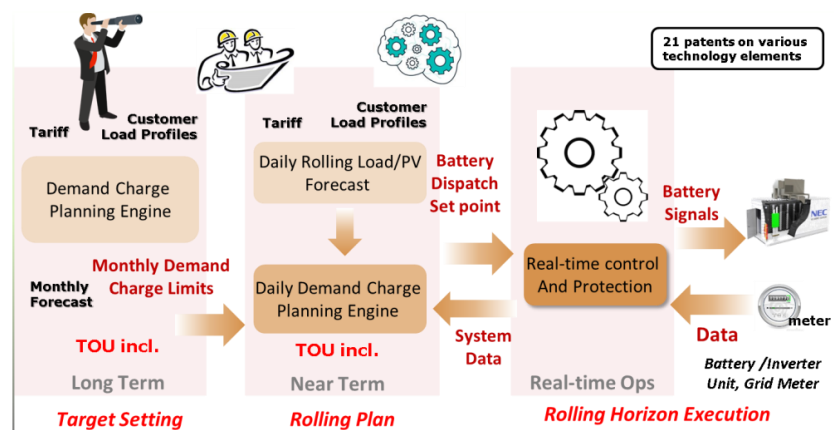 21 patents on various
technology elements
Tariff
Customer
Load Profiles
Demand Charge
Planning Engine
Monthly
Forecast
Monthly Demand
Charge Limits
TOU incl.
Long Term
Target Setting
Tariff
Customer
Load Profiles
Daily Rolling Load/PV
Forecast
Daily Demand Charge
Planning Engine
TOU incl.
Near Term
Rolling Plan
Battery
Dispatch
Set point
System
Data
Real-time control
And Protection
Real-time Ops
Rolling Horizon Execution
Battery
Signals
NEC
Data
meter
Battery /Inverter
Unit, Grid Meter